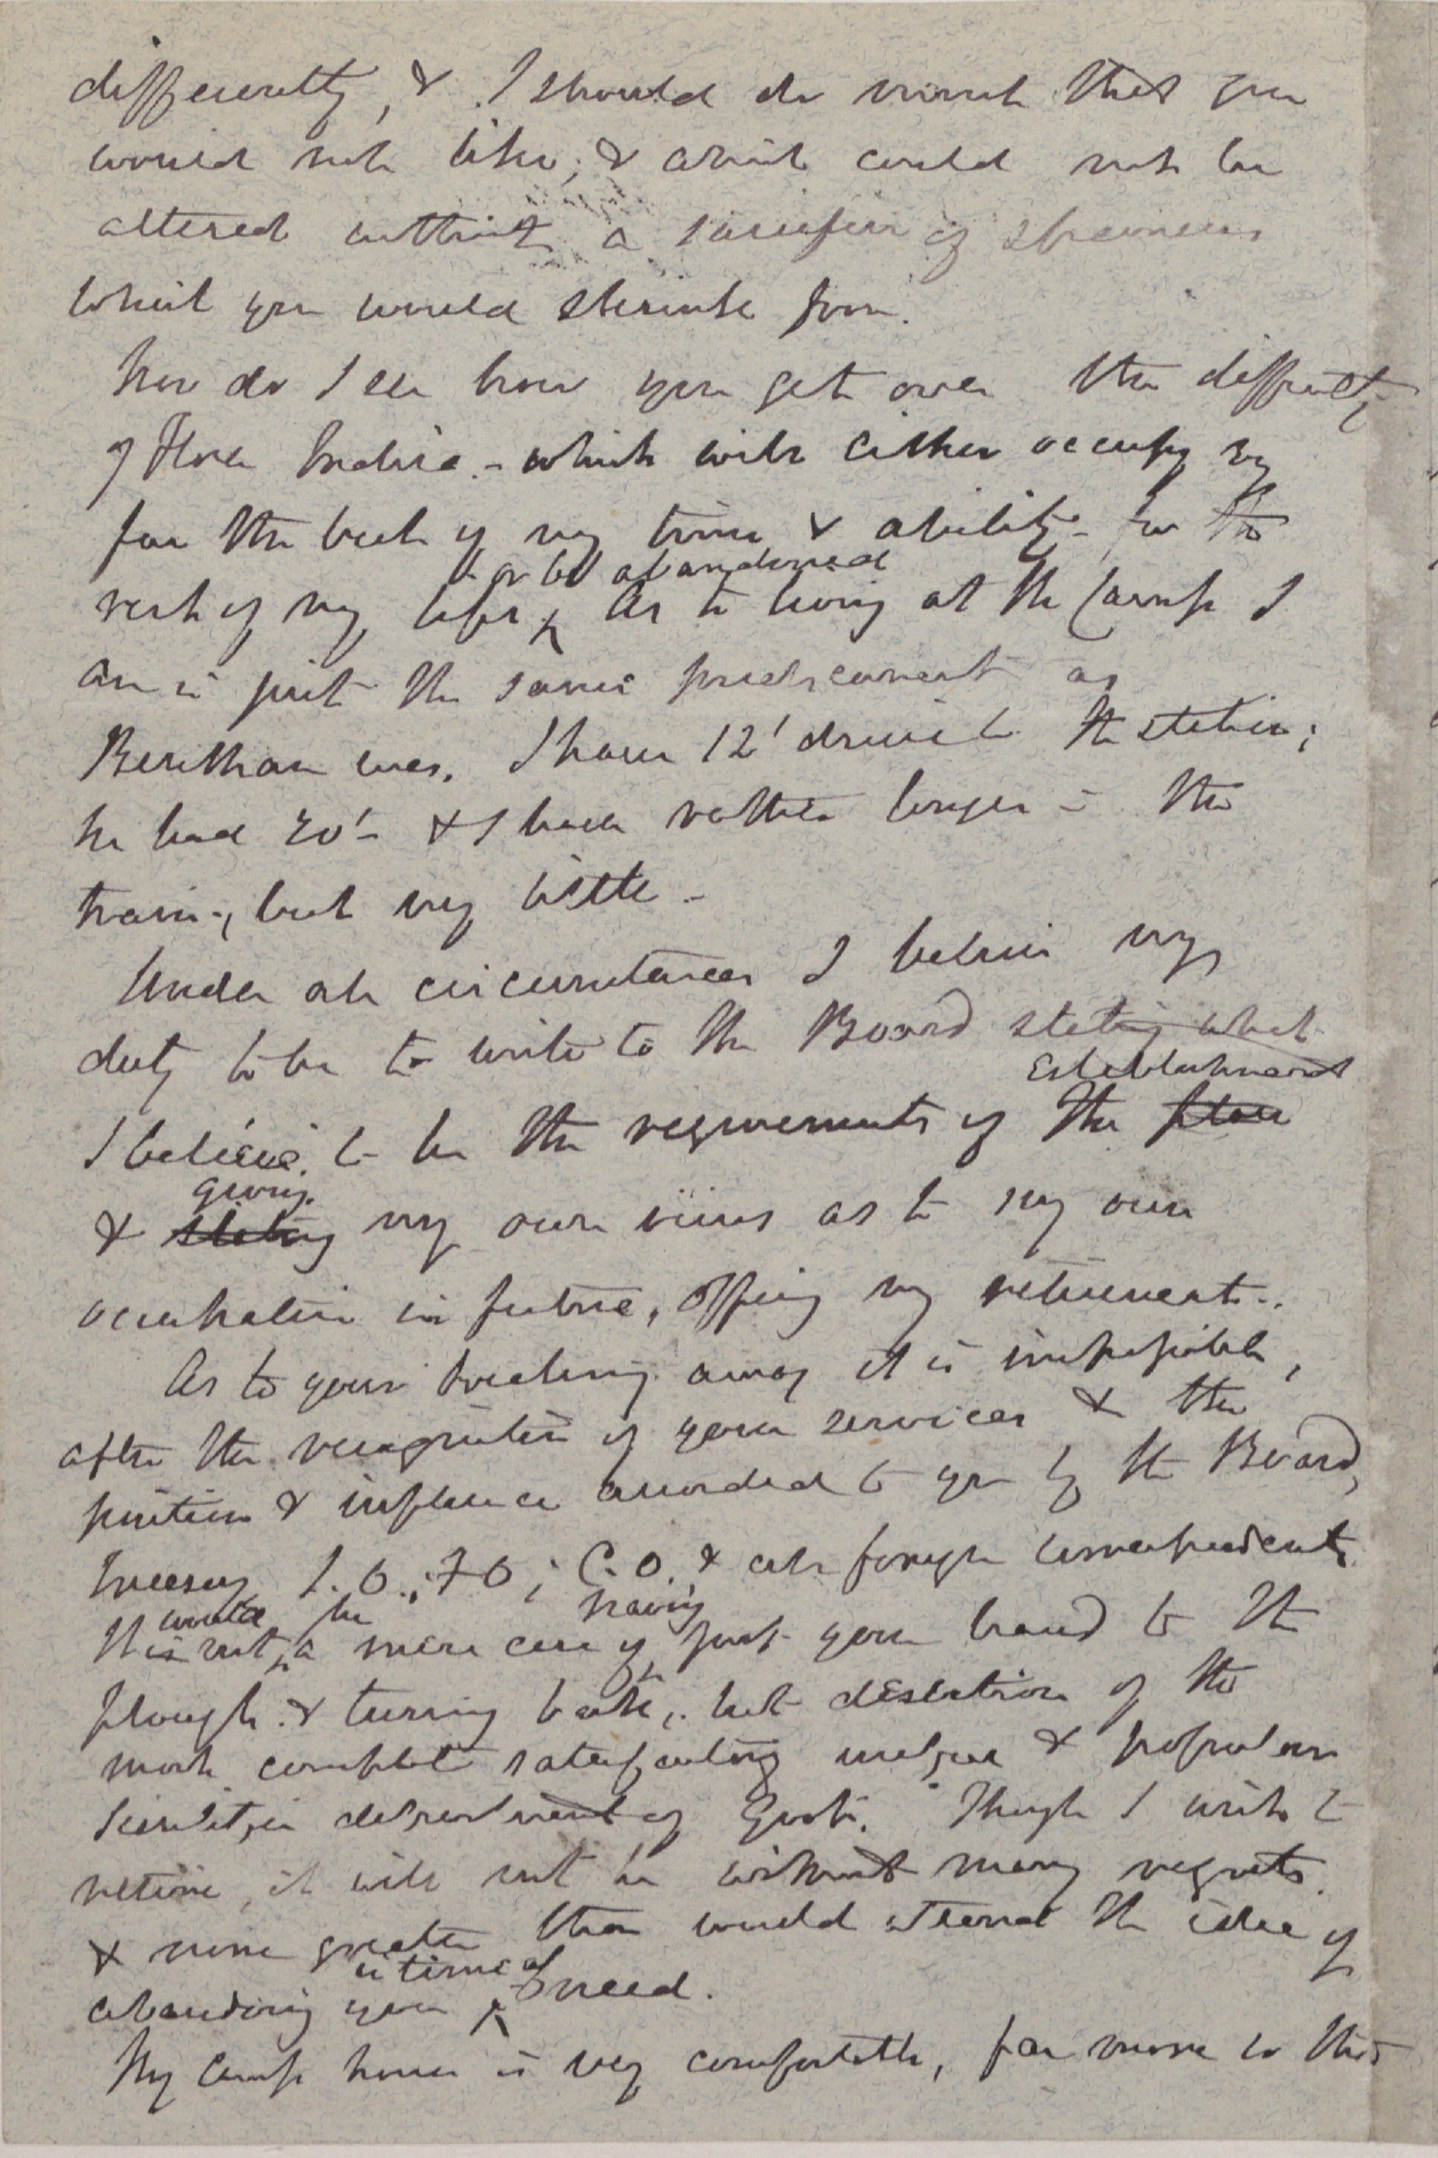 differently, & I should do much that you
would not like; & which could not be
altered without a sacrifice of
which you would shrink from.
Nor do I see how you get over the difficulty
of Flora Indica – which will either occupy me
for the best of my time & ability – for the
rest of my life, or be abandoned As to living at the Camp I
am in just the same predicament as
Bentham was. I have 12' drive to the station;
he had 20' – & I have rather longer in the
train, but very little –
Under all circumstances I believe my
duty to be to write to the Board stating what
I believe to be the requirements of the plan Establishment
& stating giving my own views as to my own
occupation in future, offering my retirement.
As to your breaking away it is impossible,
after the recognition of your services & the
position & influence accorded to you by the Board,
Treasury I.O.; F O; C.O. & all foreign correspondents.
It is not would be a mere case of having put your hand to the
plough & turning back, but desertion of the
most complete satisfactory unique & popular
Scientific department of Govt. Though I wish to
retire, it will not be without many regrets
& none greater than would attend the idea of
abandoning you in time of need.
My Camp house is very comfortable, far more so than